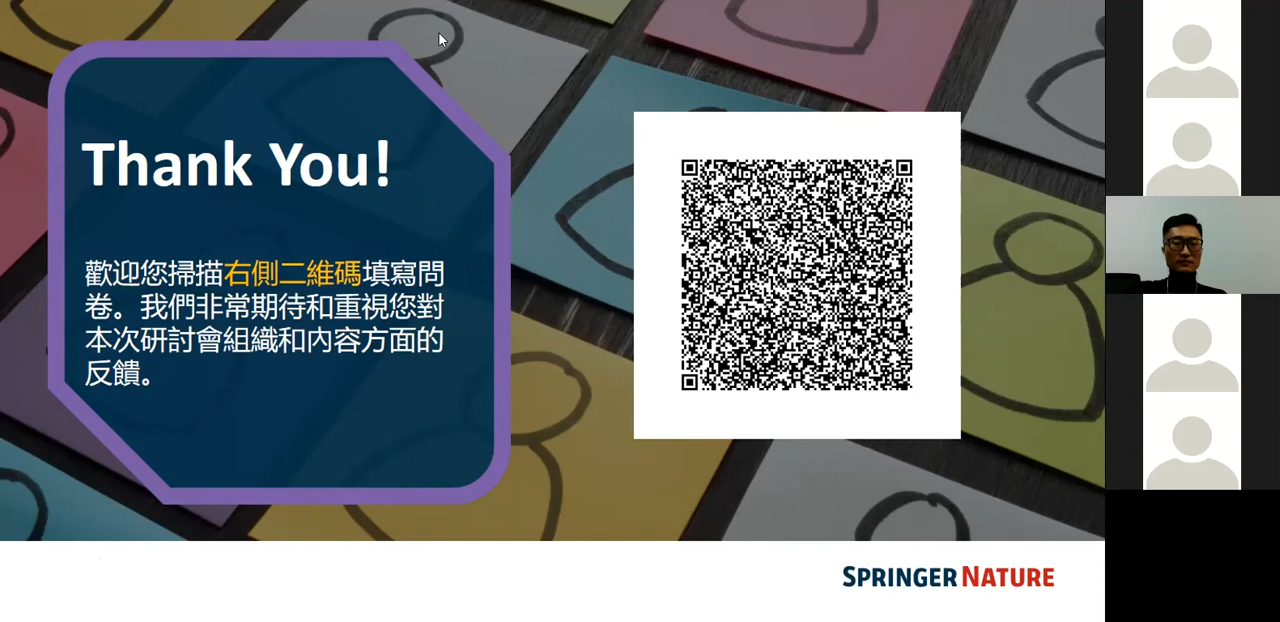 Thank You!
歡迎您掃描右側二維碼填寫問
卷。我們非常期待和重視您對
本次研討會組織和內容方面的
反饋。
SPRINGER NATURE